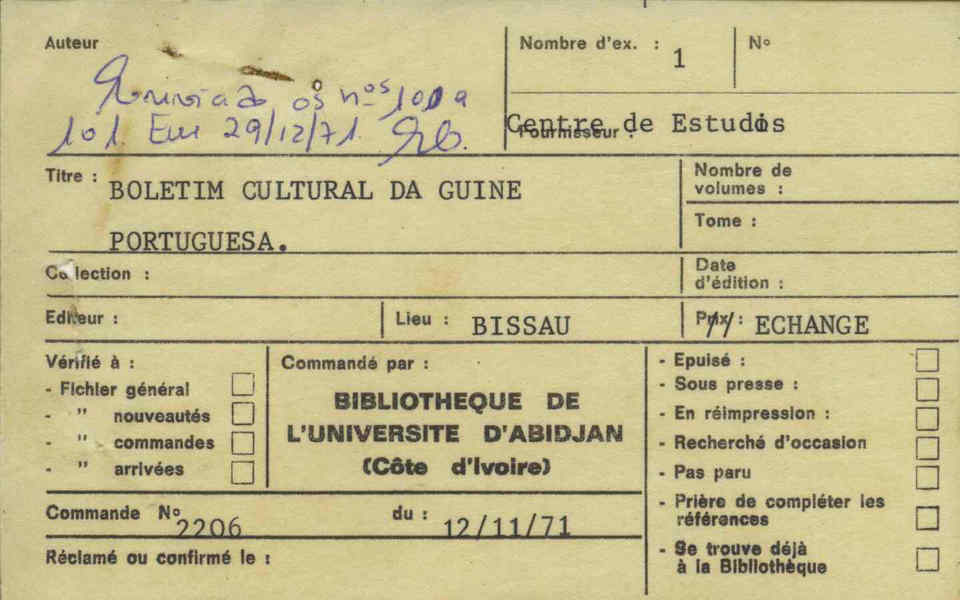 Auteur
Nombre d'ex. : 1
N°
Enviado os nos 100 a
101. Em 29/12/71.
Fournisseur :
Centre de Estudos
Titre : BOLETIM CULTURAL DA GUINE
PORTUGUESA.
Nombre de
volumes :
Tome :
Collection :
Date
d'édition :
Editeur :
Lieu : BISSAU
Prix : ECHANGE
Vérifié à :
- Fichier général
- " nouveautés
- " commandes
- " arrivées
Commandé par :
BIBLIOTHEQUE DE
L'UNIVERSITE D'ABIDJAN
(Côte d'Ivoire)
- Epuisé :
- Sous presse :
- En réimpression :
- Recherché d'occasion
- Pas paru
- Prière de compléter les
références
- Se trouve déjà
à la Bibliothèque
Commande N° 2206 du : 12/11/71
Réclamé ou confirmé le :